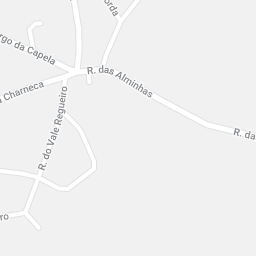 orda
rgo da Capela
R. das Alminhas
Charneca
R. do Vale Regueiro
R. da
ro